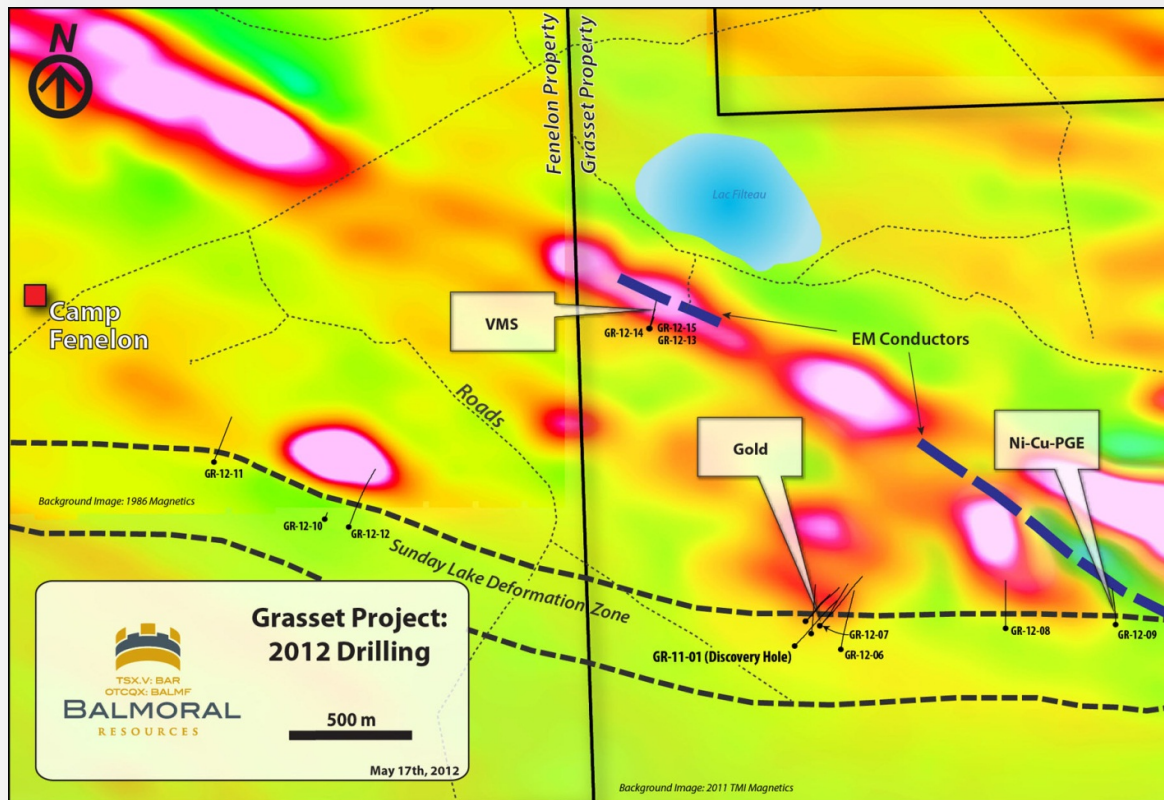 N
Fenelon Property
Grasset Property
Lac Filteau
Camp
Fenelon
VMS
GR-12-14
GR-12-15
GR-12-13
EM Conductors
Roads
Gold
Ni-Cu-PGE
GR-12-11
Background Image: 1986 Magnetics
GR-12-10
GR-12-12
Sunday Lake Deformation Zone
GR-12-07
GR-12-08
GR-12-09
GR-11-01 (Discovery Hole)
GR-12-06
Grasset Project:
2012 Drilling
TSX.V: BAR
OTCQX: BALMF
BALMORAL
RESOURCES
500 m
May 17th, 2012
Background Image: 2011 TMI Magnetics